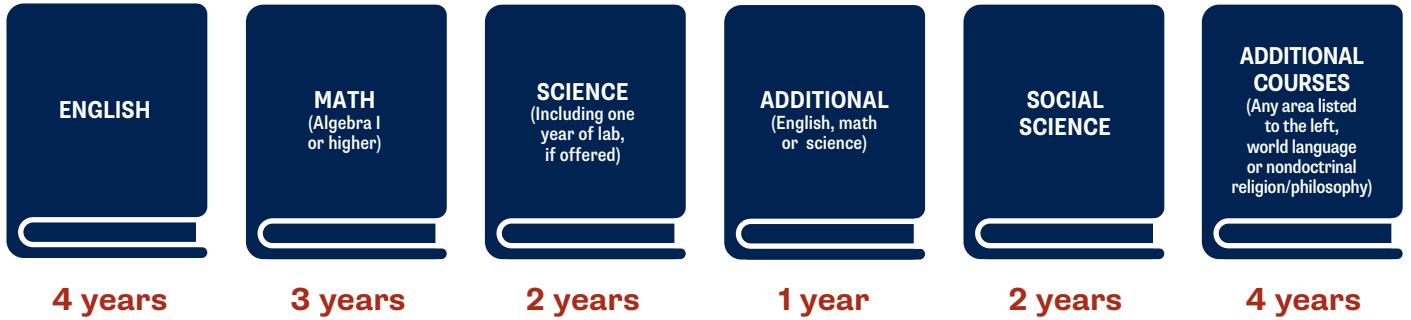 ENGLISH
4 years
MATH
(Algebra I
or higher)
3 years
SCIENCE
(Including one
year of lab,
if offered)
2 years
ADDITIONAL
(English, math
or science)
1 year
SOCIAL
SCIENCE
2 years
ADDITIONAL
COURSES
(Any area listed
to the left,
world language
or nondoctrinal
religion/philosophy)
4 years